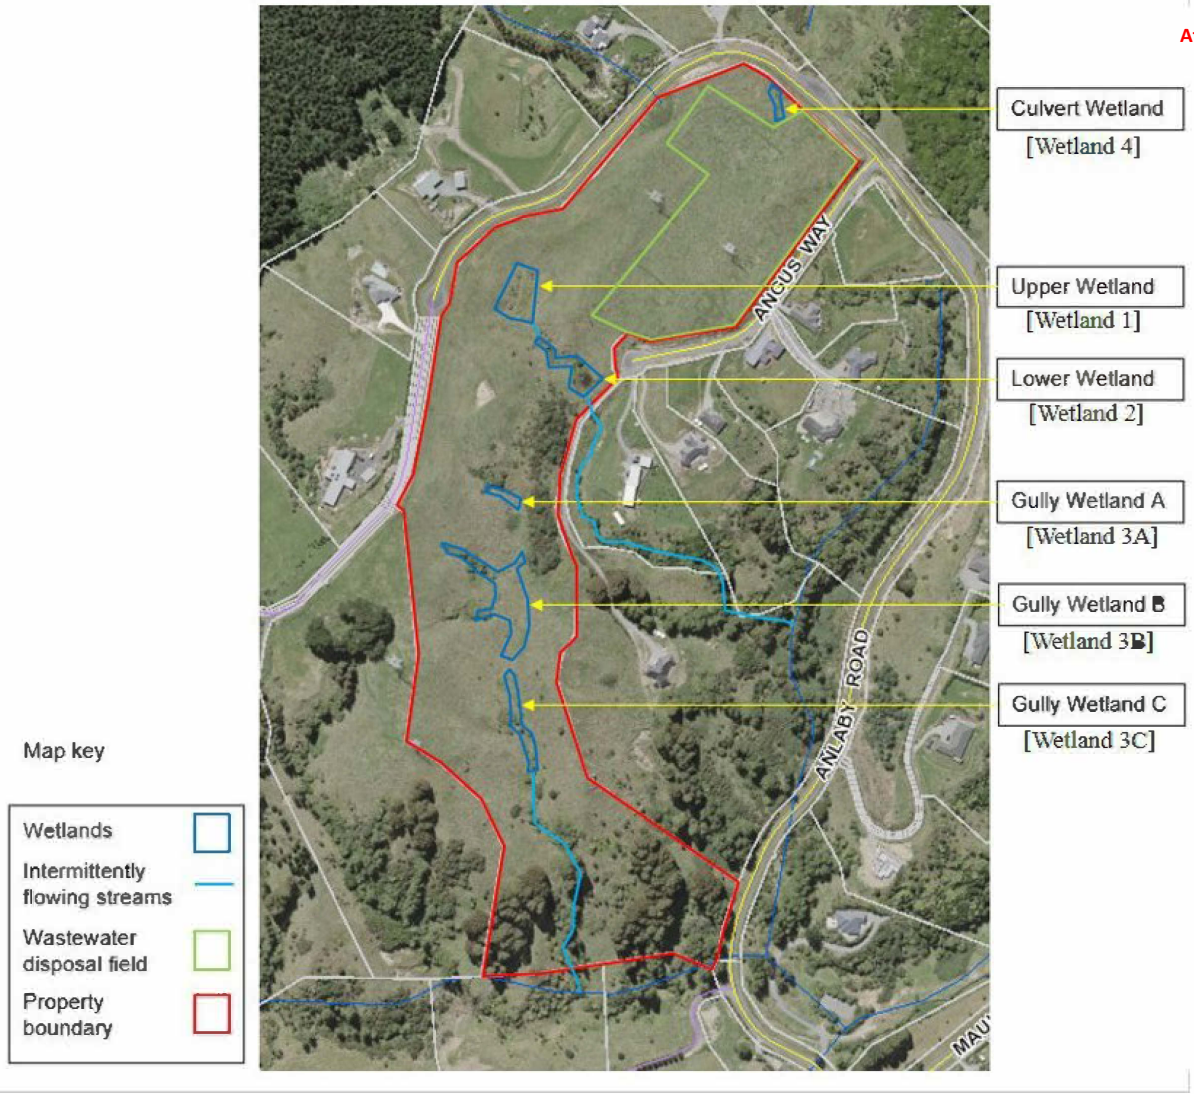 Culvert Wetland
[Wetland 4]
Upper Wetland
[Wetland 1]
Lower Wetland
[Wetland 2]
Gully Wetland A
[Wetland 3A]
Gully Wetland B
[Wetland 3B]
Gully Wetland C
[Wetland 3C]
ANGUS WAY
ANLABY ROAD
Map key
Wetlands
Intermittently
flowing streams
Wastewater
disposal field
Property
boundary